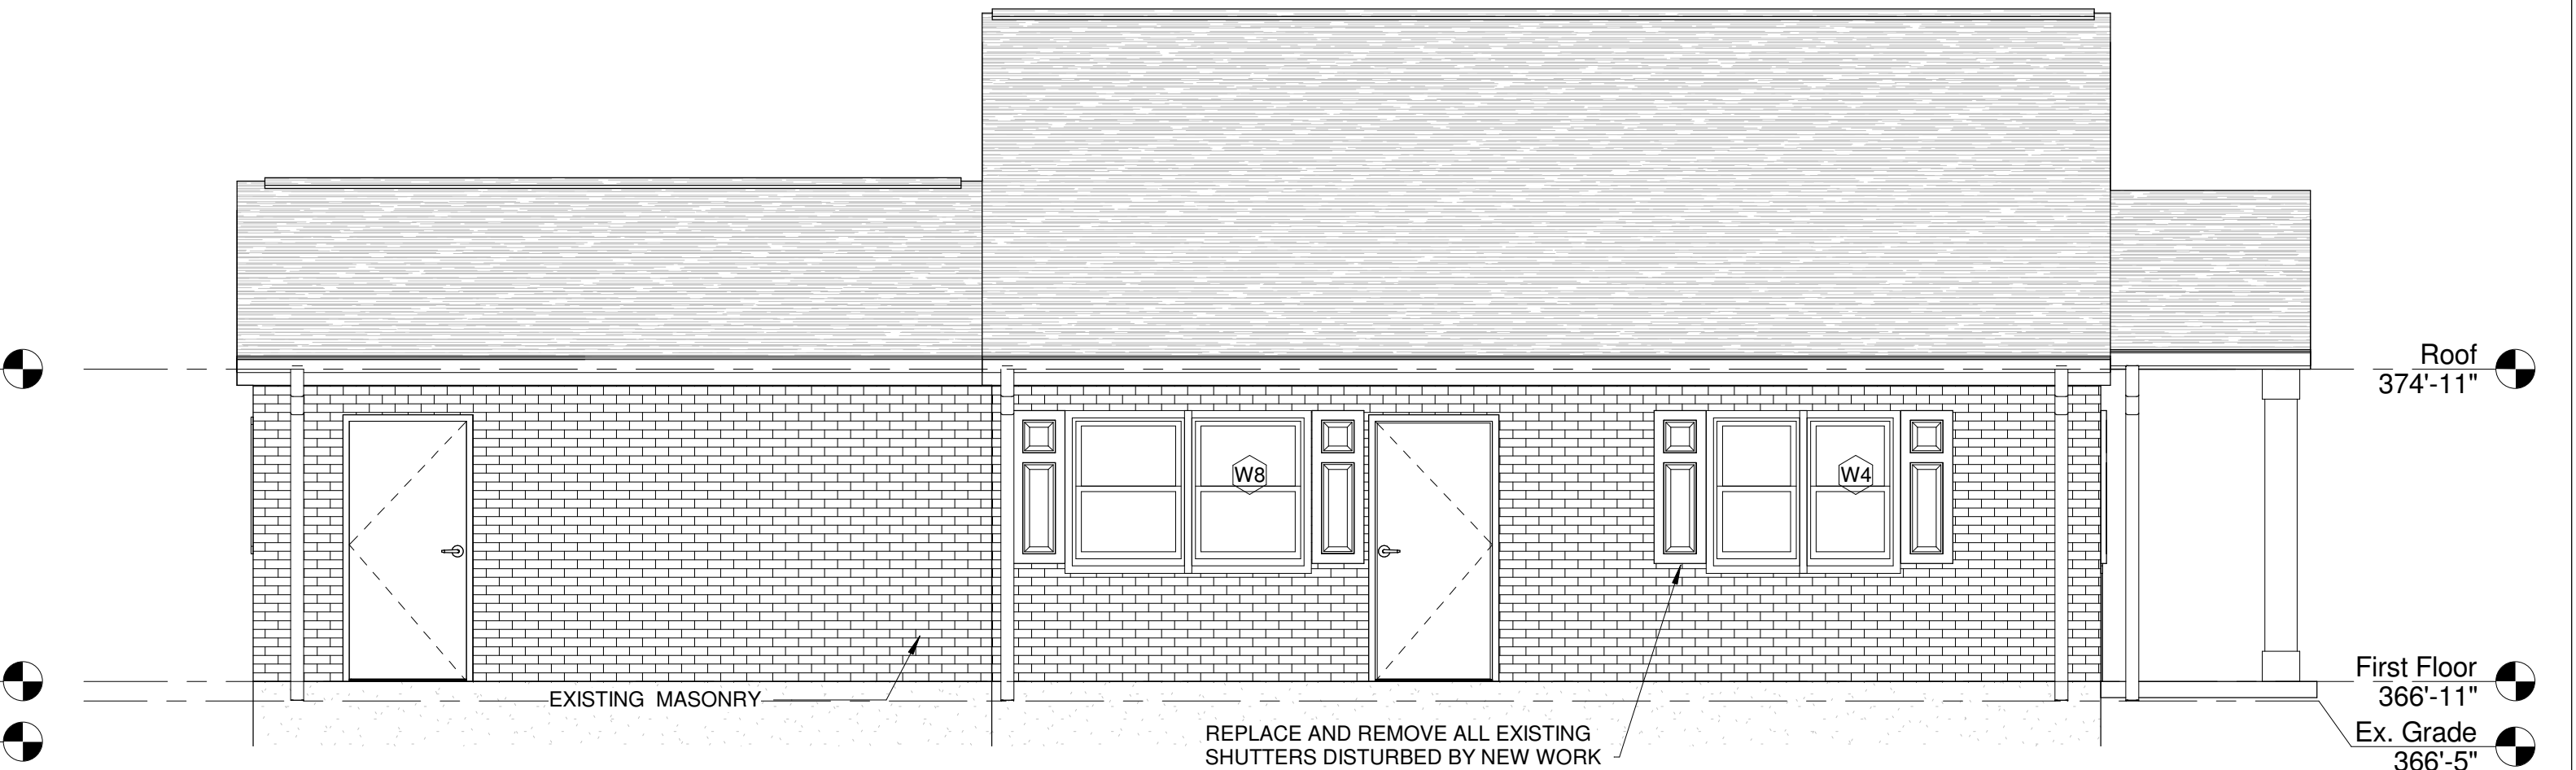 Roof
374'-11"
W8
W4
First Floor
366'-11"
EXISTING MASONRY
REPLACE AND REMOVE ALL EXISTING
SHUTTERS DISTURBED BY NEW WORK
Ex. Grade
366'-5"